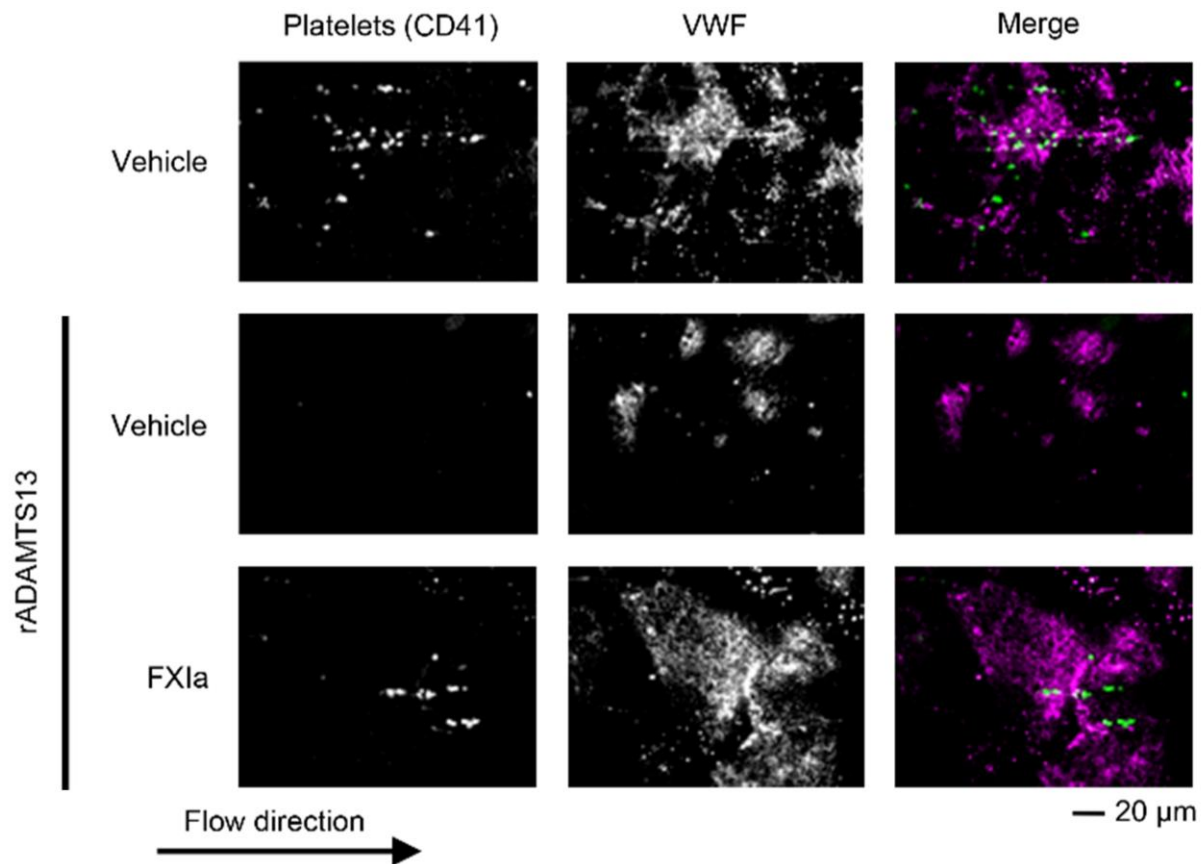 Platelets (CD41) VWF Merge
Vehicle
rADAMTS13
Vehicle
FXIa
Flow direction
20 µm